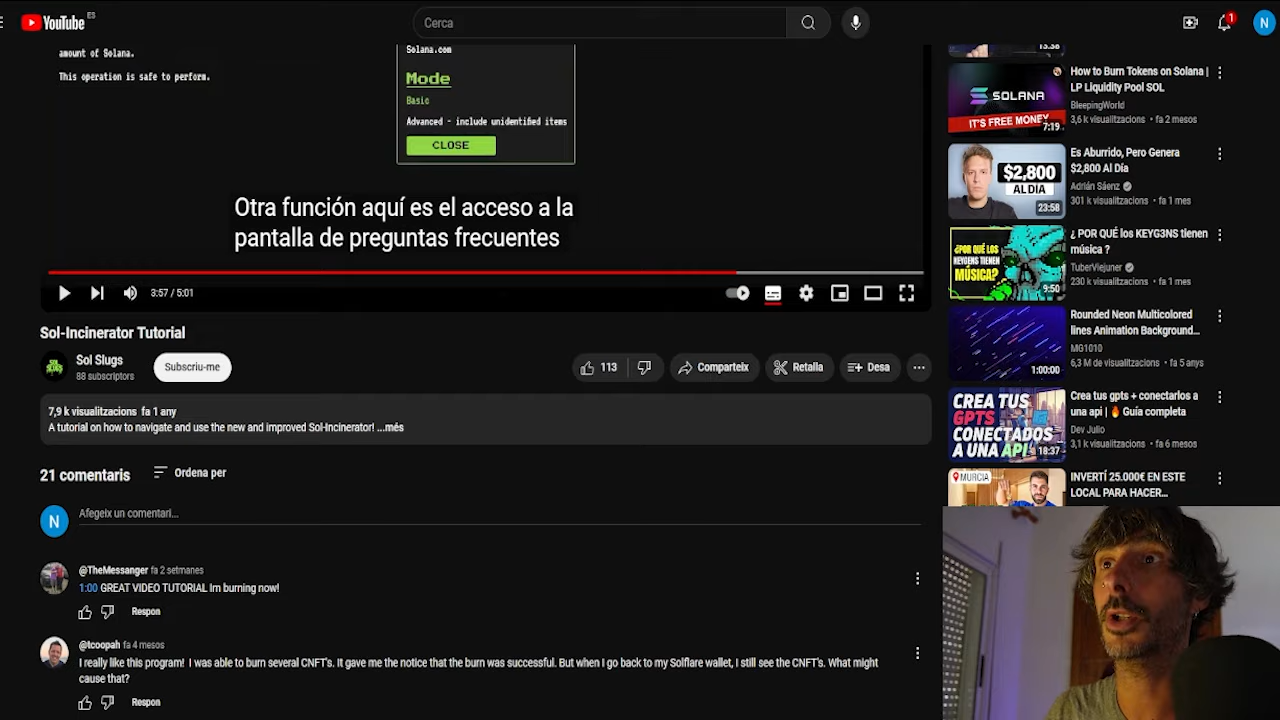 YouTube ES
Cerca
1
N
amount of Solana.
This operation is safe to perform.
Solana.com
Mode
Basic
Advanced - include unidentified items
CLOSE
Otra función aquí es el acceso a la
pantalla de preguntas frecuentes
3:57 / 5:01
Sol-Incinerator Tutorial
SOL
SLUGS
Sol Slugs
88 subscriptors
Subscriu-me
113
Comparteix
Retalla
Desa
7,9 k visualitzacions fa 1 any
A tutorial on how to navigate and use the new and improved Sol-Incinerator! ...més
21 comentaris
Ordena per
N
Afegeix un comentari...
@TheMessanger fa 2 setmanes
1:00 GREAT VIDEO TUTORIAL Im burning now!
Respon
@tcoopah fa 4 mesos
I really like this program! I was able to burn several CNFT's. It gave me the notice that the burn was successful. But when I go back to my Solflare wallet, I still see the CNFT's. What might
cause that?
Respon
13:38
SOLANA
IT'S FREE MONEY
7:19
How to Burn Tokens on Solana |
LP Liquidity Pool SOL
BleepingWorld
3,6 k visualitzacions • fa 2 mesos
$2,800
AL DÍA
23:58
Es Aburrido, Pero Genera
$2,800 Al Día
Adrián Sáenz
301 k visualitzacions • fa 1 mes
¿POR QUÉ
LOS KEYGENS
TIENEN
MÚSICA?
9:50
¿ POR QUÉ los KEYG3NS tienen
música ?
TuberViejuner
230 k visualitzacions • fa 1 mes
1:00:00
Rounded Neon Multicolored
lines Animation Background...
MG1010
6,3 M de visualitzacions • fa 5 anys
CREA TUS
GPTS
CONECTADOS
A UNA API
18:37
Crea tus gpts + conectarlos a
una api | 🔥 Guía completa
Dev Julio
3,1 k visualitzacions • fa 6 mesos
MURCIA
INVERTÍ 25.000€ EN ESTE
LOCAL PARA HACER...